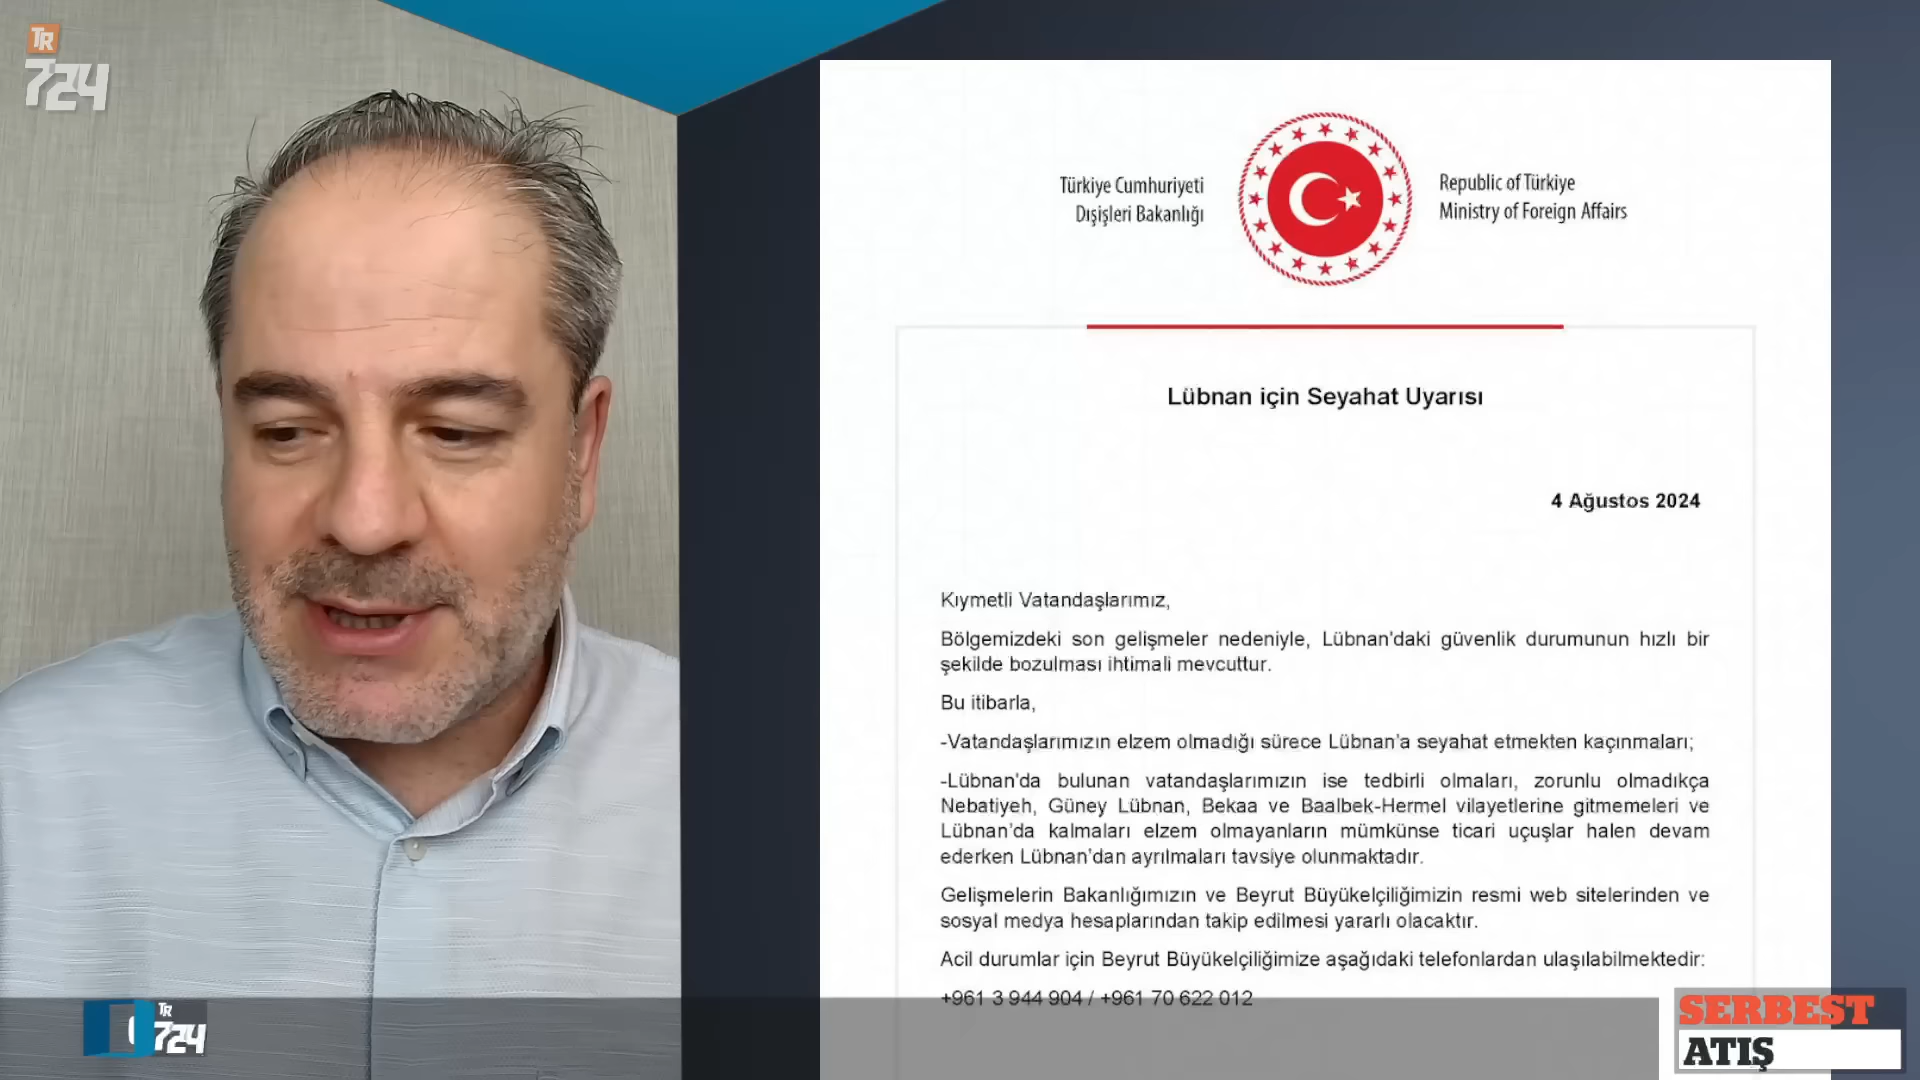 TR
724
Türkiye Cumhuriyeti
Dışişleri Bakanlığı
Republic of Türkiye
Ministry of Foreign Affairs
Lübnan için Seyahat Uyarısı
4 Ağustos 2024
Kıymetli Vatandaşlarımız,
Bölgemizdeki son gelişmeler nedeniyle, Lübnan'daki güvenlik durumunun hızlı bir
şekilde bozulması ihtimali mevcuttur.
Bu itibarla,
-Vatandaşlarımızın elzem olmadığı sürece Lübnan'a seyahat etmekten kaçınmaları;
-Lübnan'da bulunan vatandaşlarımızın ise tedbirli olmaları, zorunlu olmadıkça
Nebatiyeh, Güney Lübnan, Bekaa ve Baalbek-Hermel vilayetlerine gitmemeleri ve
Lübnan'da kalmaları elzem olmayanların mümkünse ticari uçuşlar halen devam
ederken Lübnan'dan ayrılmaları tavsiye olunmaktadır.
Gelişmelerin Bakanlığımızın ve Beyrut Büyükelçiliğimizin resmi web sitelerinden ve
sosyal medya hesaplarından takip edilmesi yararlı olacaktır.
Acil durumlar için Beyrut Büyükelçiliğimize aşağıdaki telefonlardan ulaşılabilmektedir:
+961 3 944 904 / +961 70 622 012
TR
724
SERBEST
ATIŞ